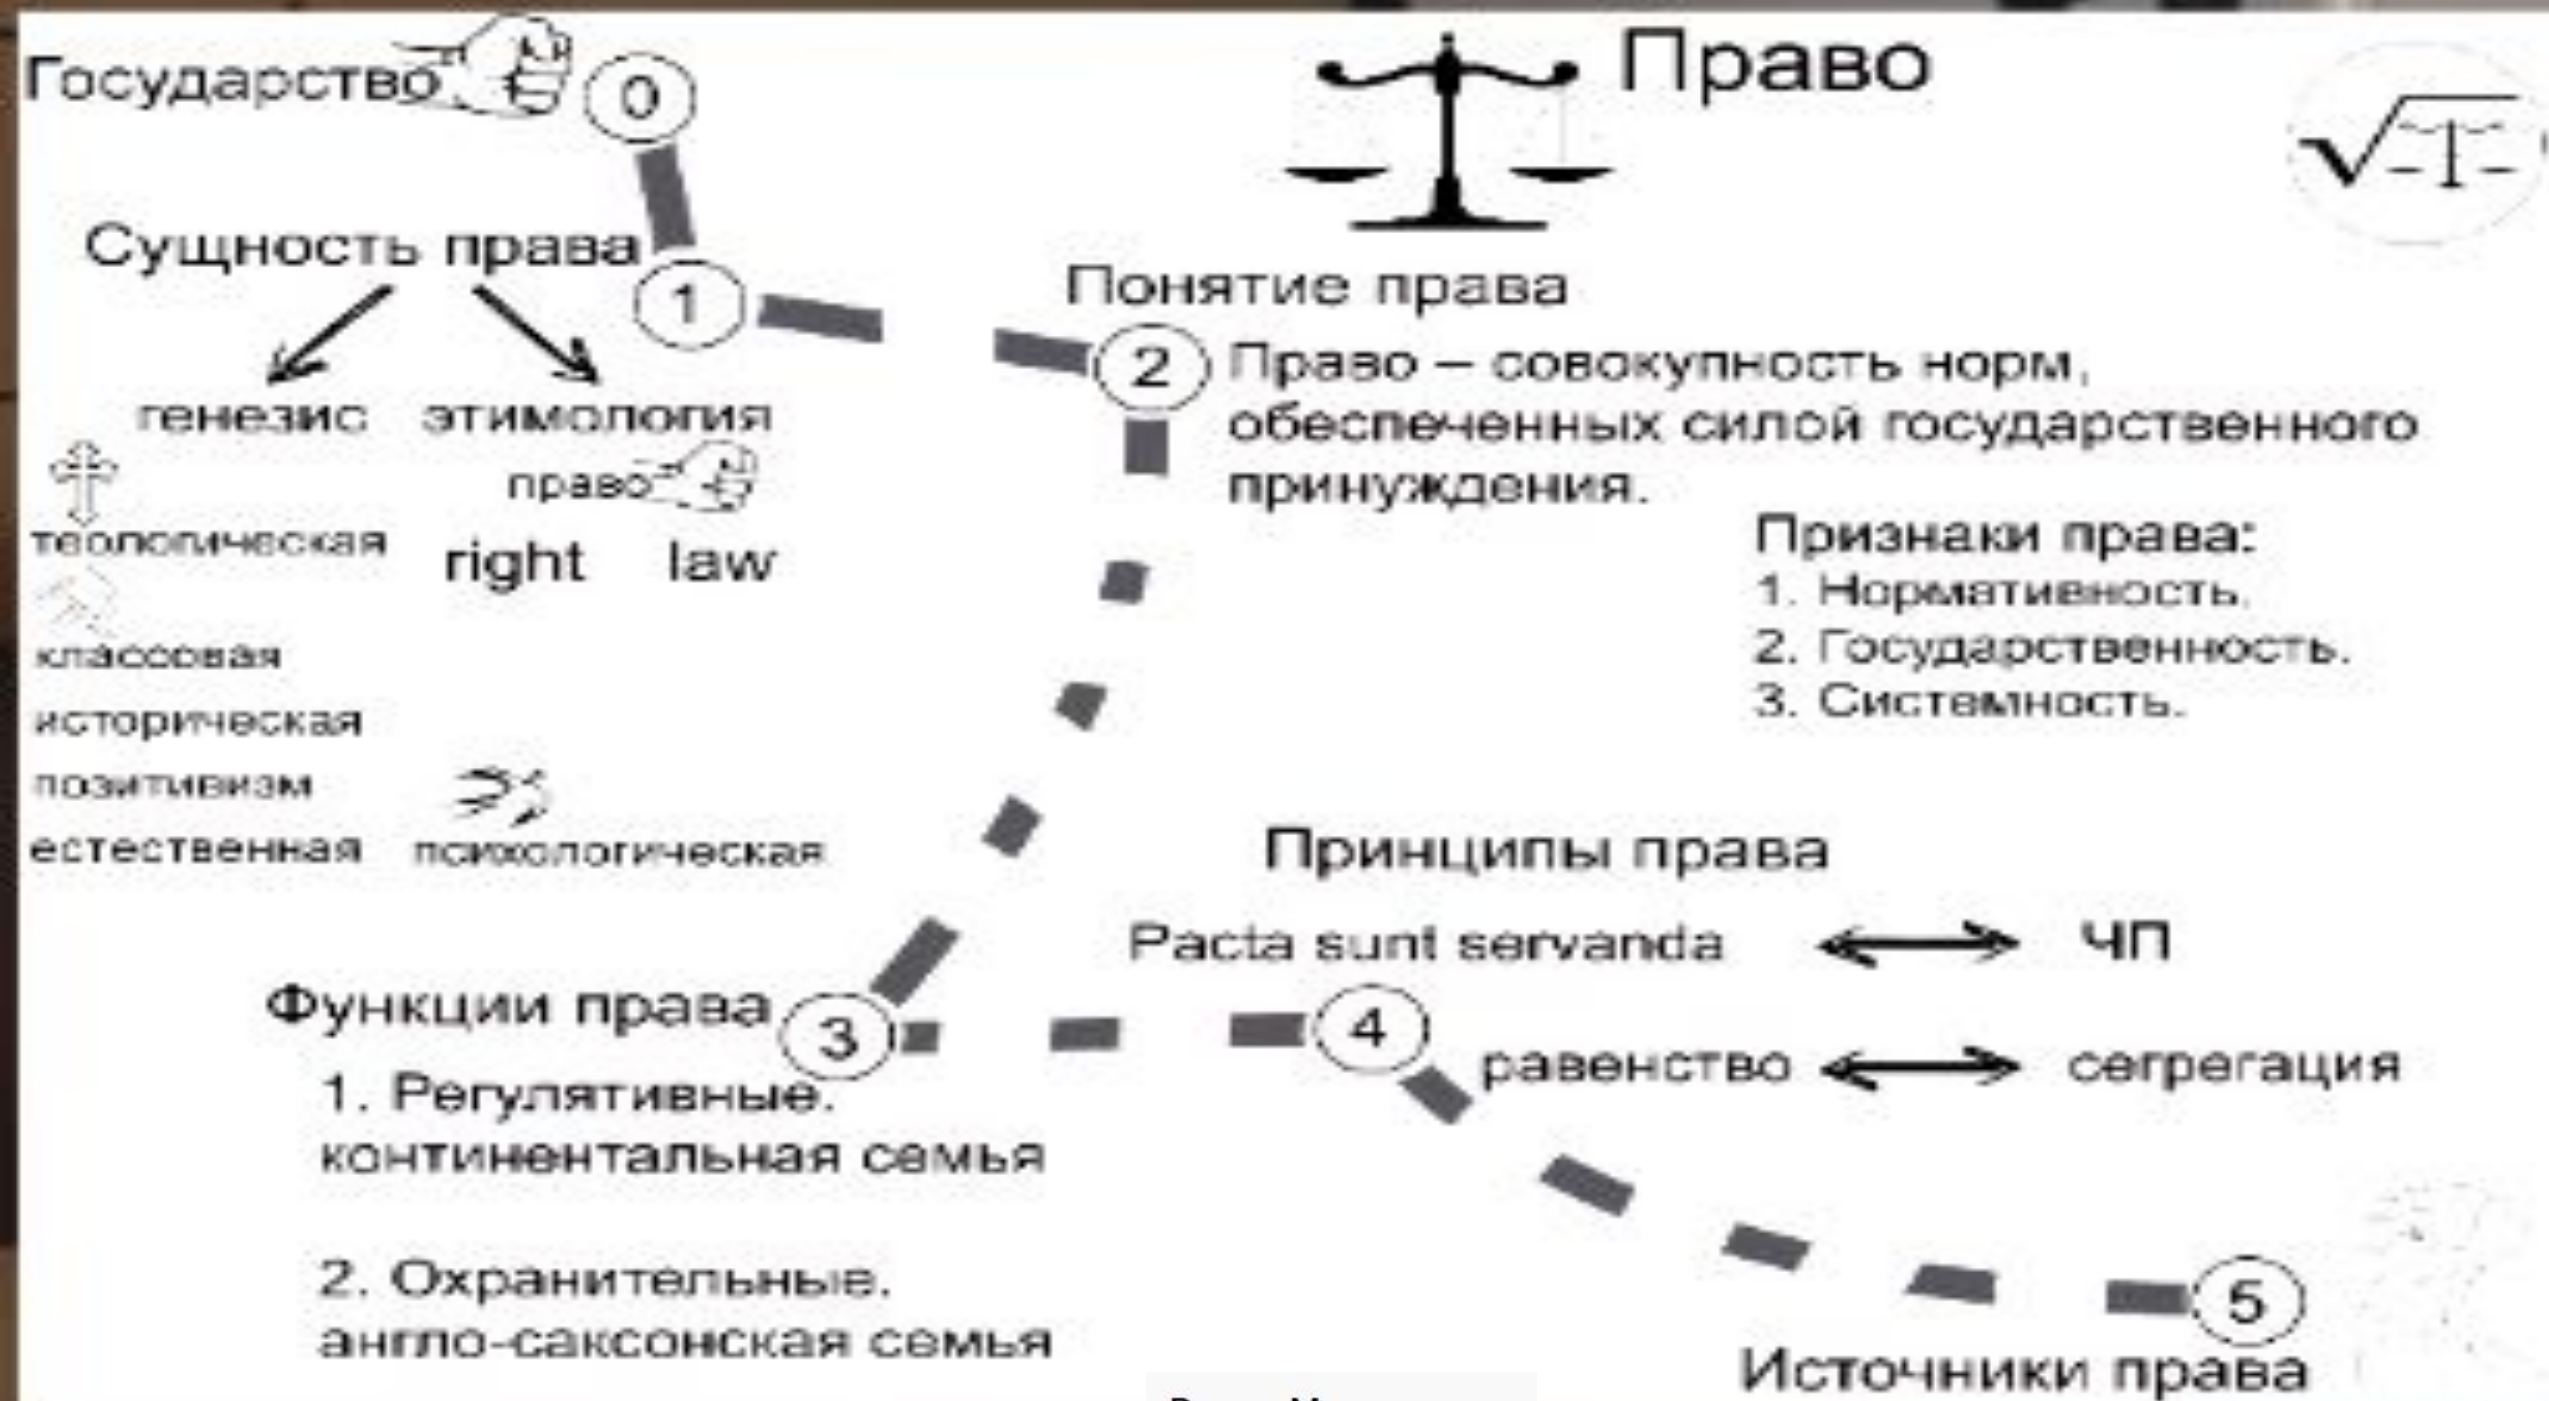 Государство
0
Право
Сущность права
1
генезис этимология
право
теологическая
right law
классовая
историческая
позитивизм
естественная психологическая
Понятие права
2
Право – совокупность норм,
обеспеченных силой государственного
принуждения.
Признаки права:
1. Нормативность.
2. Государственность.
3. Системность.
Функции права
3
1. Регулятивные.
континентальная семья
2. Охранительные.
англо-саксонская семья
Принципы права
Pacta sunt servanda ЧП
4
равенство сегрегация
5
Источники права